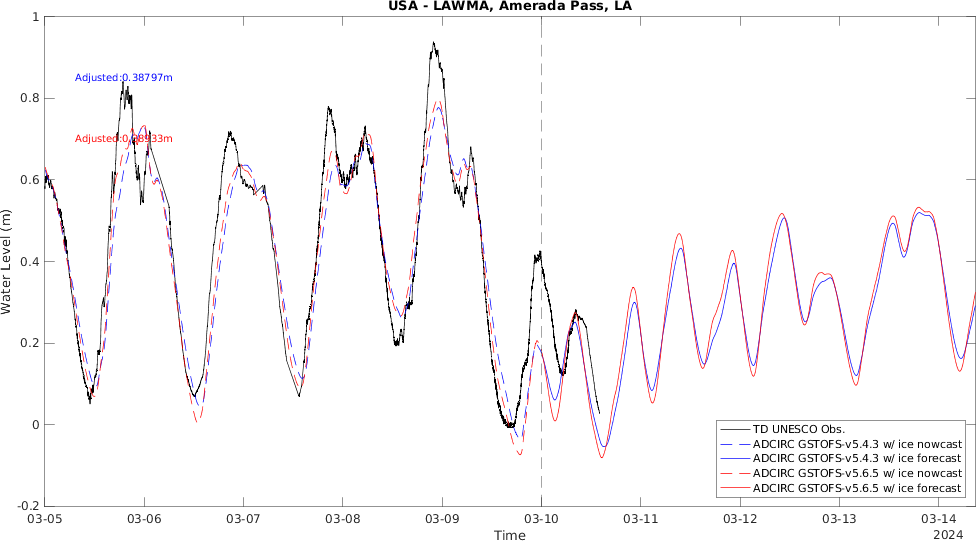 USA - LAWMA, Amerada Pass, LA
1
Adjusted:0.38797m
0.8
Adjusted:
0.6
Water Level (m)
0.4
0.2
0
TD UNESCO Obs.
ADCIRC GSTOFS-v5.4.3 w/ ice nowcast
ADCIRC GSTOFS-v5.4.3 w/ ice forecast
ADCIRC GSTOFS-v5.6.5 w/ ice nowcast
ADCIRC GSTOFS-v5.6.5 w/ ice forecast
-0.2
03-05 03-06 03-07 03-08 03-09 03-10 03-11 03-12 03-13 03-14
Time 2024